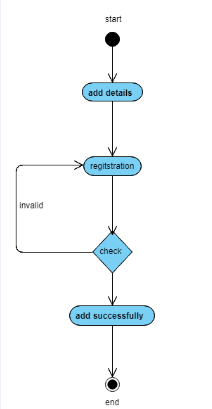 start
add details
regitstration
invalid
check
add successfully
end